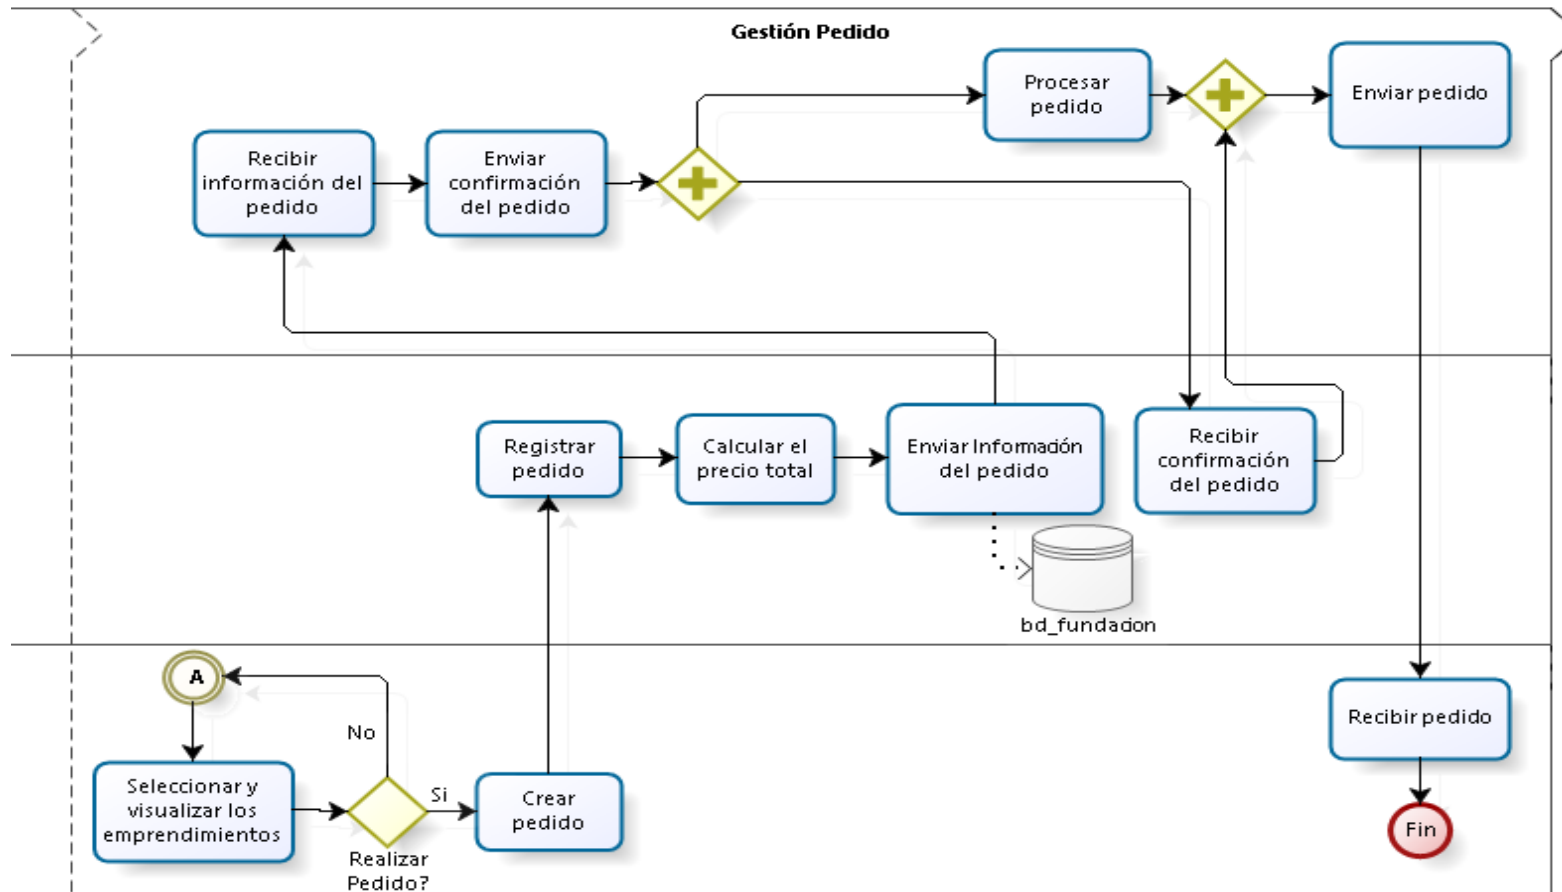 Gestión Pedido
Procesar
pedido
Enviar pedido
Recibir
información del
pedido
Enviar
confirmación
del pedido
Registrar
pedido
Calcular el
precio total
Enviar Información
del pedido
Recibir
confirmación
del pedido
bd_fundacion
A
No
Seleccionar y
visualizar los
emprendimientos
Si
Realizar
Pedido?
Crear
pedido
Recibir pedido
Fin